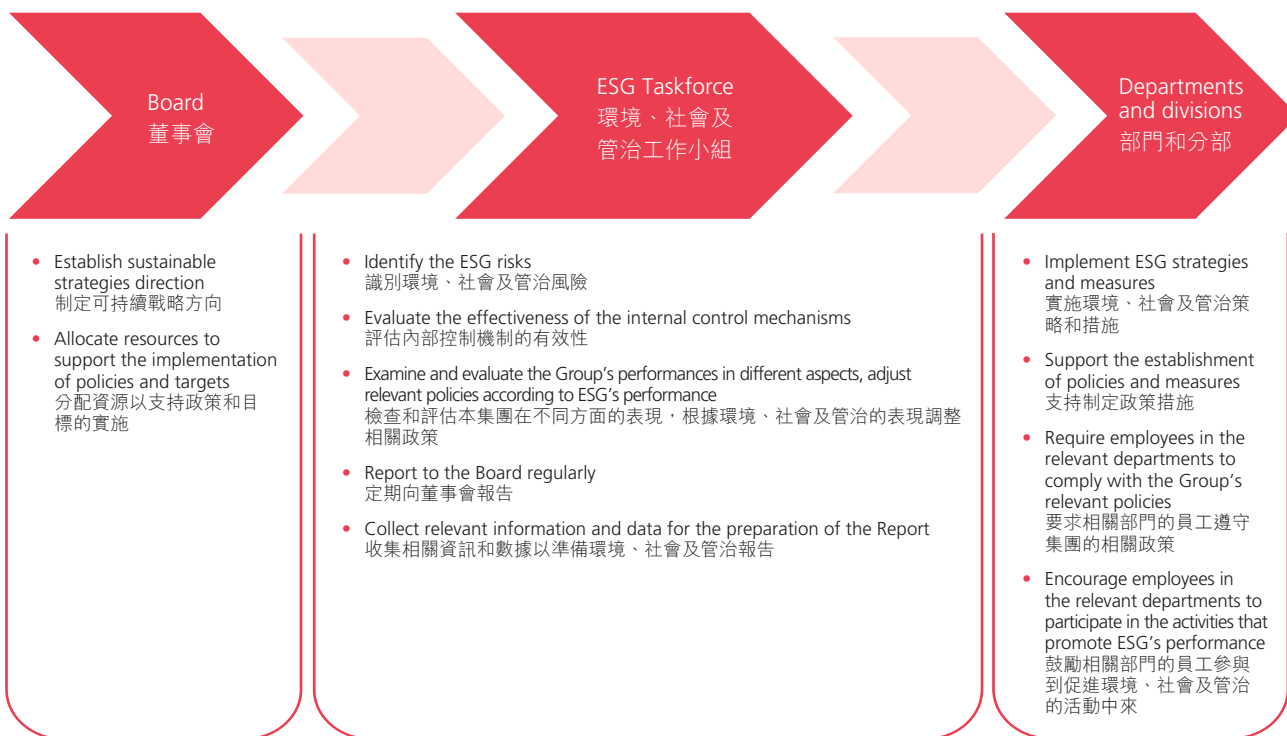 Board
董事會
ESG Taskforce
環境、社會及
管治工作小組
Departments
and divisions
部門和分部
• Establish sustainable
strategies direction
制定可持續戰略方向
• Allocate resources to
support the implementation
of policies and targets
分配資源以支持政策和目
標的實施
• Identify the ESG risks
識別環境、社會及管治風險
• Evaluate the effectiveness of the internal control mechanisms
評估內部控制機制的有效性
• Examine and evaluate the Group's performances in different aspects, adjust
relevant policies according to ESG's performance
檢查和評估本集團在不同方面的表現，根據環境、社會及管治的表現調整
相關政策
• Report to the Board regularly
定期向董事會報告
• Collect relevant information and data for the preparation of the Report
收集相關資訊和數據以準備環境、社會及管治報告
• Implement ESG strategies
and measures
實施環境、社會及管治策
略和措施
• Support the establishment
of policies and measures
支持制定政策措施
• Require employees in the
relevant departments to
comply with the Group's
relevant policies
要求相關部門的員工遵守
集團的相關政策
• Encourage employees in
the relevant departments to
participate in the activities that
promote ESG's performance
鼓勵相關部門的員工參與
到促進環境、社會及管治
的活動中來